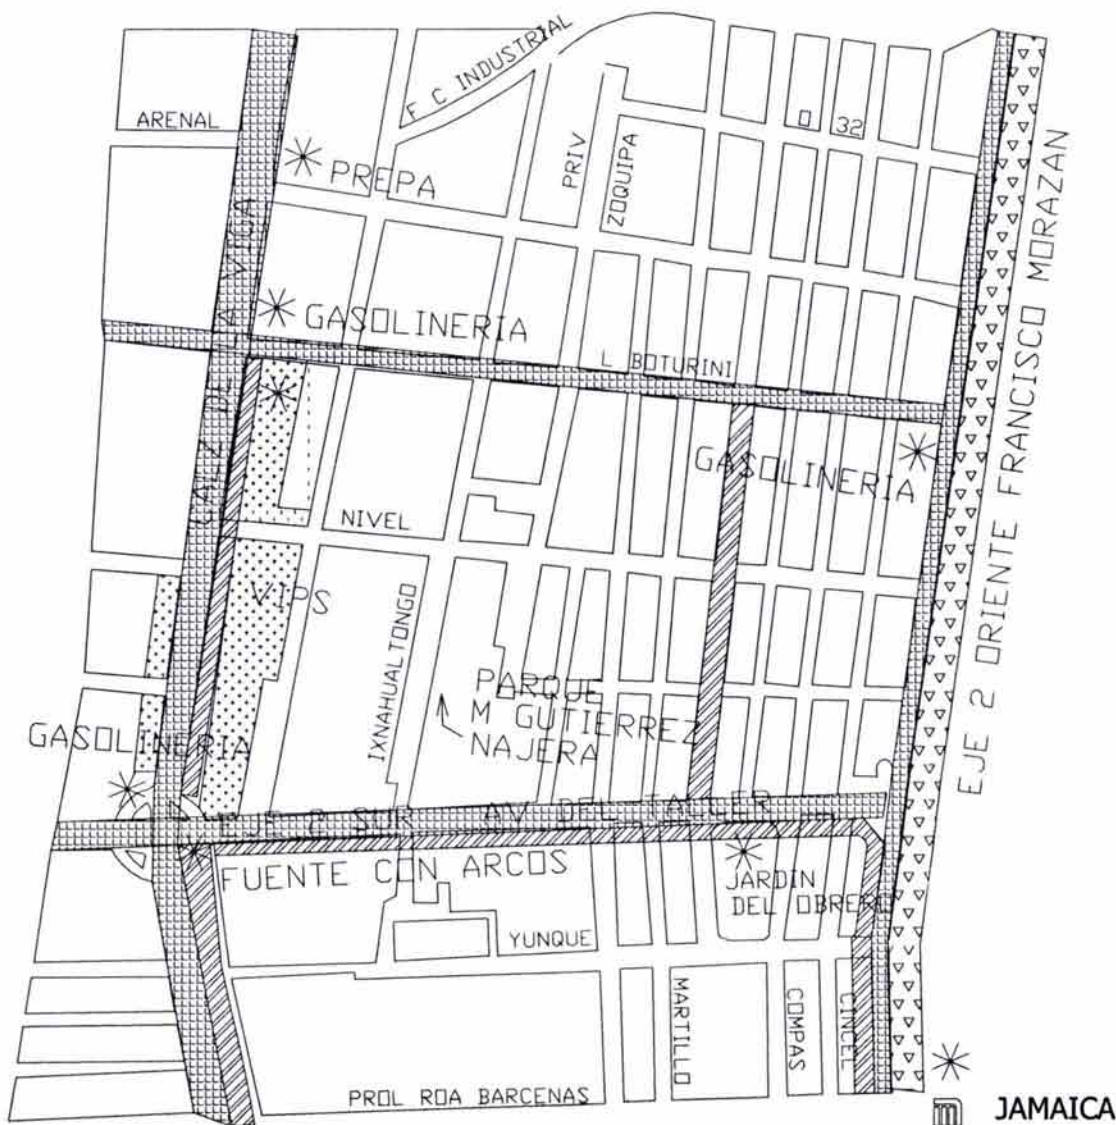 F C INDUSTRIAL
ARENAL
32
PREPA
PRIV
ZOQUIPA
CALZ DE LA VIGA
GASOLINERIA
L BOTURINI
EJE 2 ORIENTE FRANCISCO MORAZAN
GASOLINERIA
NIVEL
VIPS
IXNAHUALTONGO
PARQUE
M GUTIERREZ
NAJERA
GASOLINERIA
EJE 2 SUR AV DEL TALLER
FUENTE CON ARCOS
JARDIN
DEL OBRERO
YUNQUE
MARTILLO
COMPAS
CINCEL
PROL ROA BARCENAS
JAMAICA